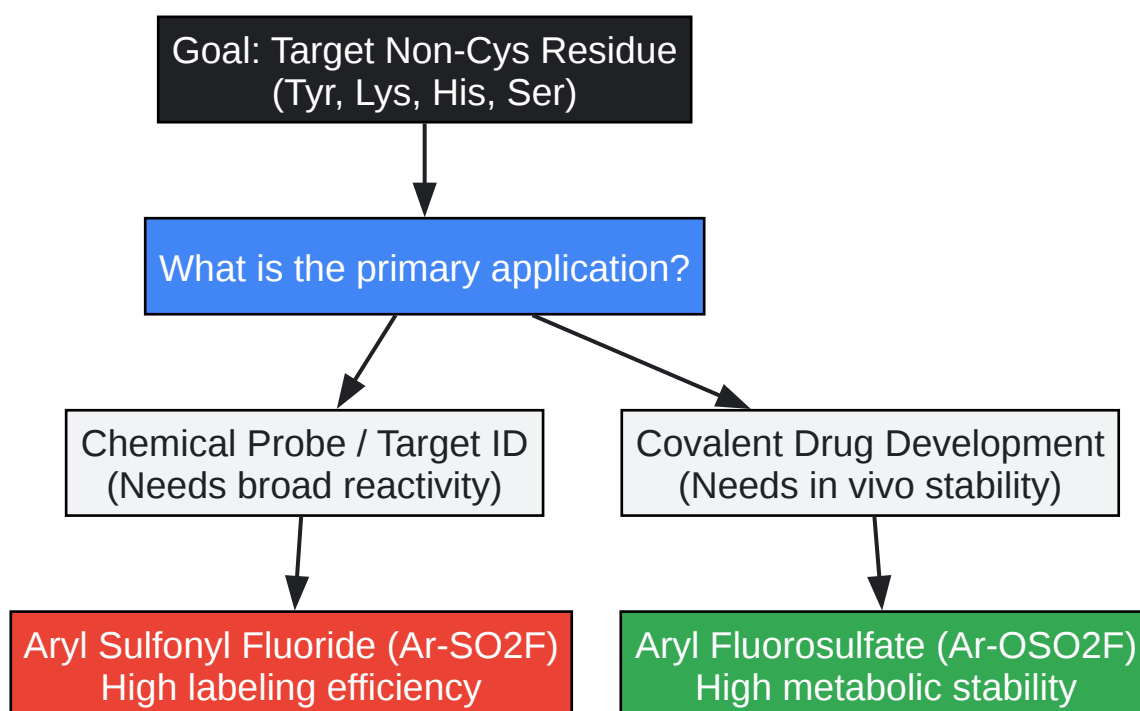 Goal: Target Non-Cys Residue
(Tyr, Lys, His, Ser)
What is the primary application?
Chemical Probe / Target ID
(Needs broad reactivity)
Covalent Drug Development
(Needs in vivo stability)
Aryl Sulfonyl Fluoride (Ar-SO2F)
High labeling efficiency
Aryl Fluorosulfate (Ar-OSO2F)
High metabolic stability